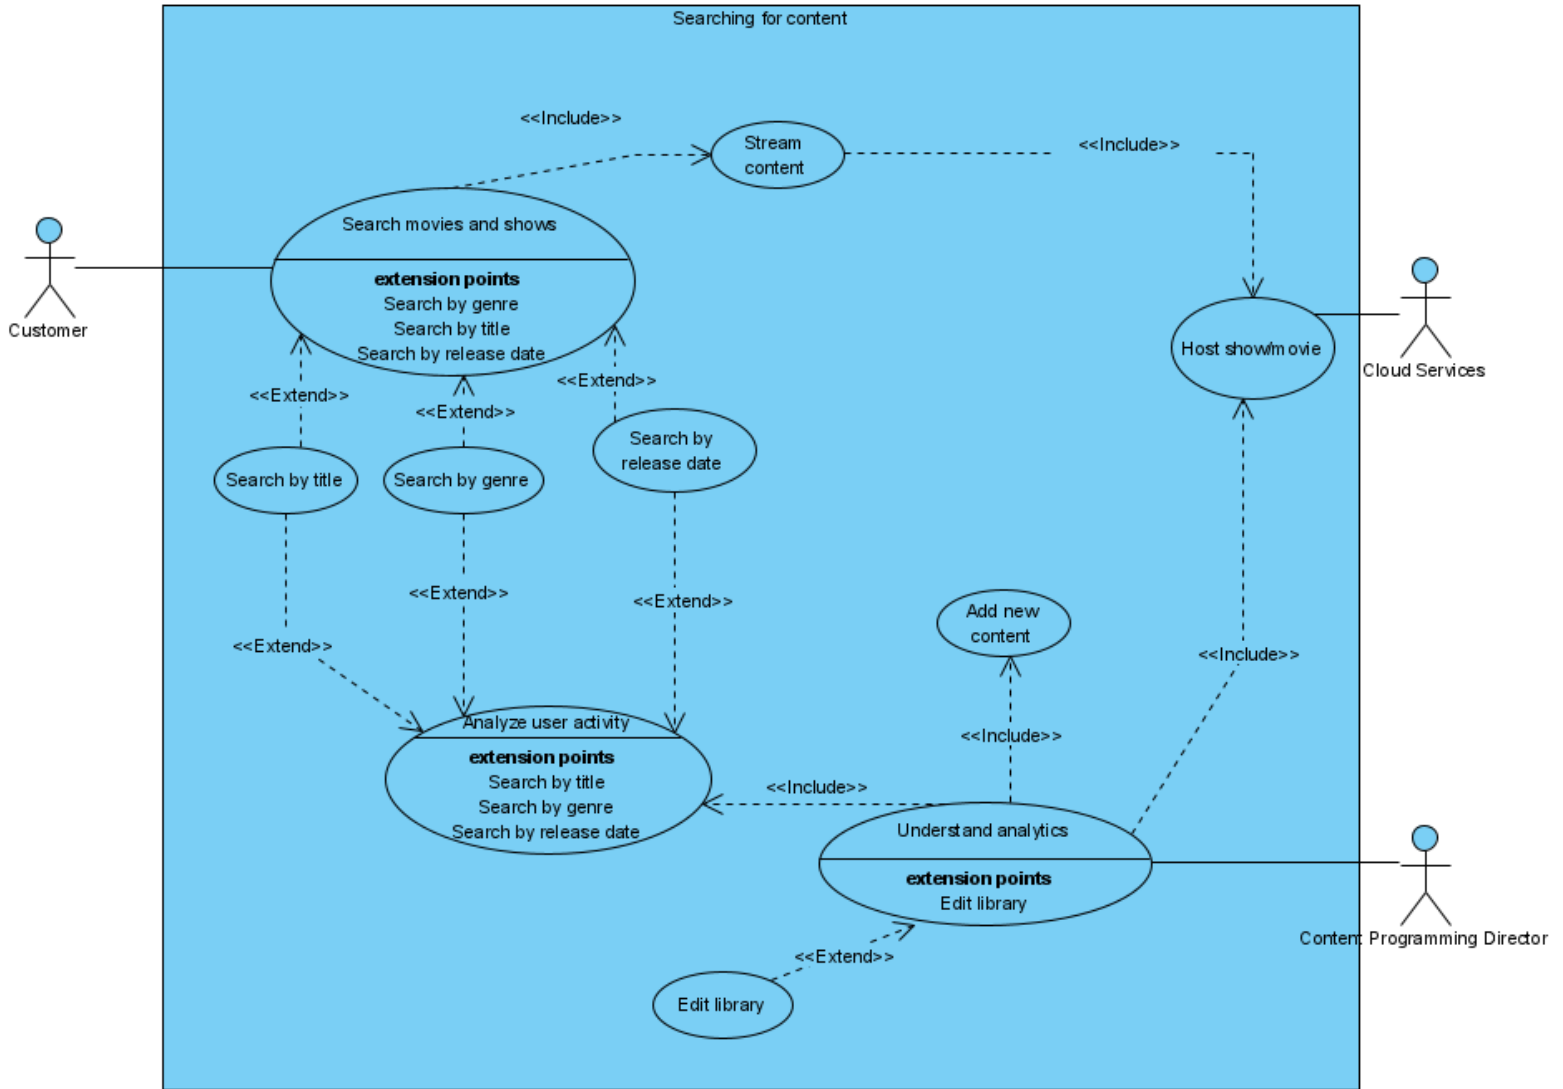 Searching for content
<<Include>>
Stream
content
<<Include>>
Search movies and shows
extension points
Search by genre
Search by title
Search by release date
Customer
Host show/movie
Cloud Services
<<Extend>>
<<Extend>>
<<Extend>>
Search by title
Search by genre
Search by
release date
<<Extend>>
<<Extend>>
<<Extend>>
Add new
content
<<Include>>
<<Include>>
Analyze user activity
extension points
Search by title
Search by genre
Search by release date
<<Include>>
Understand analytics
extension points
Edit library
Content Programming Director
<<Extend>>
Edit library